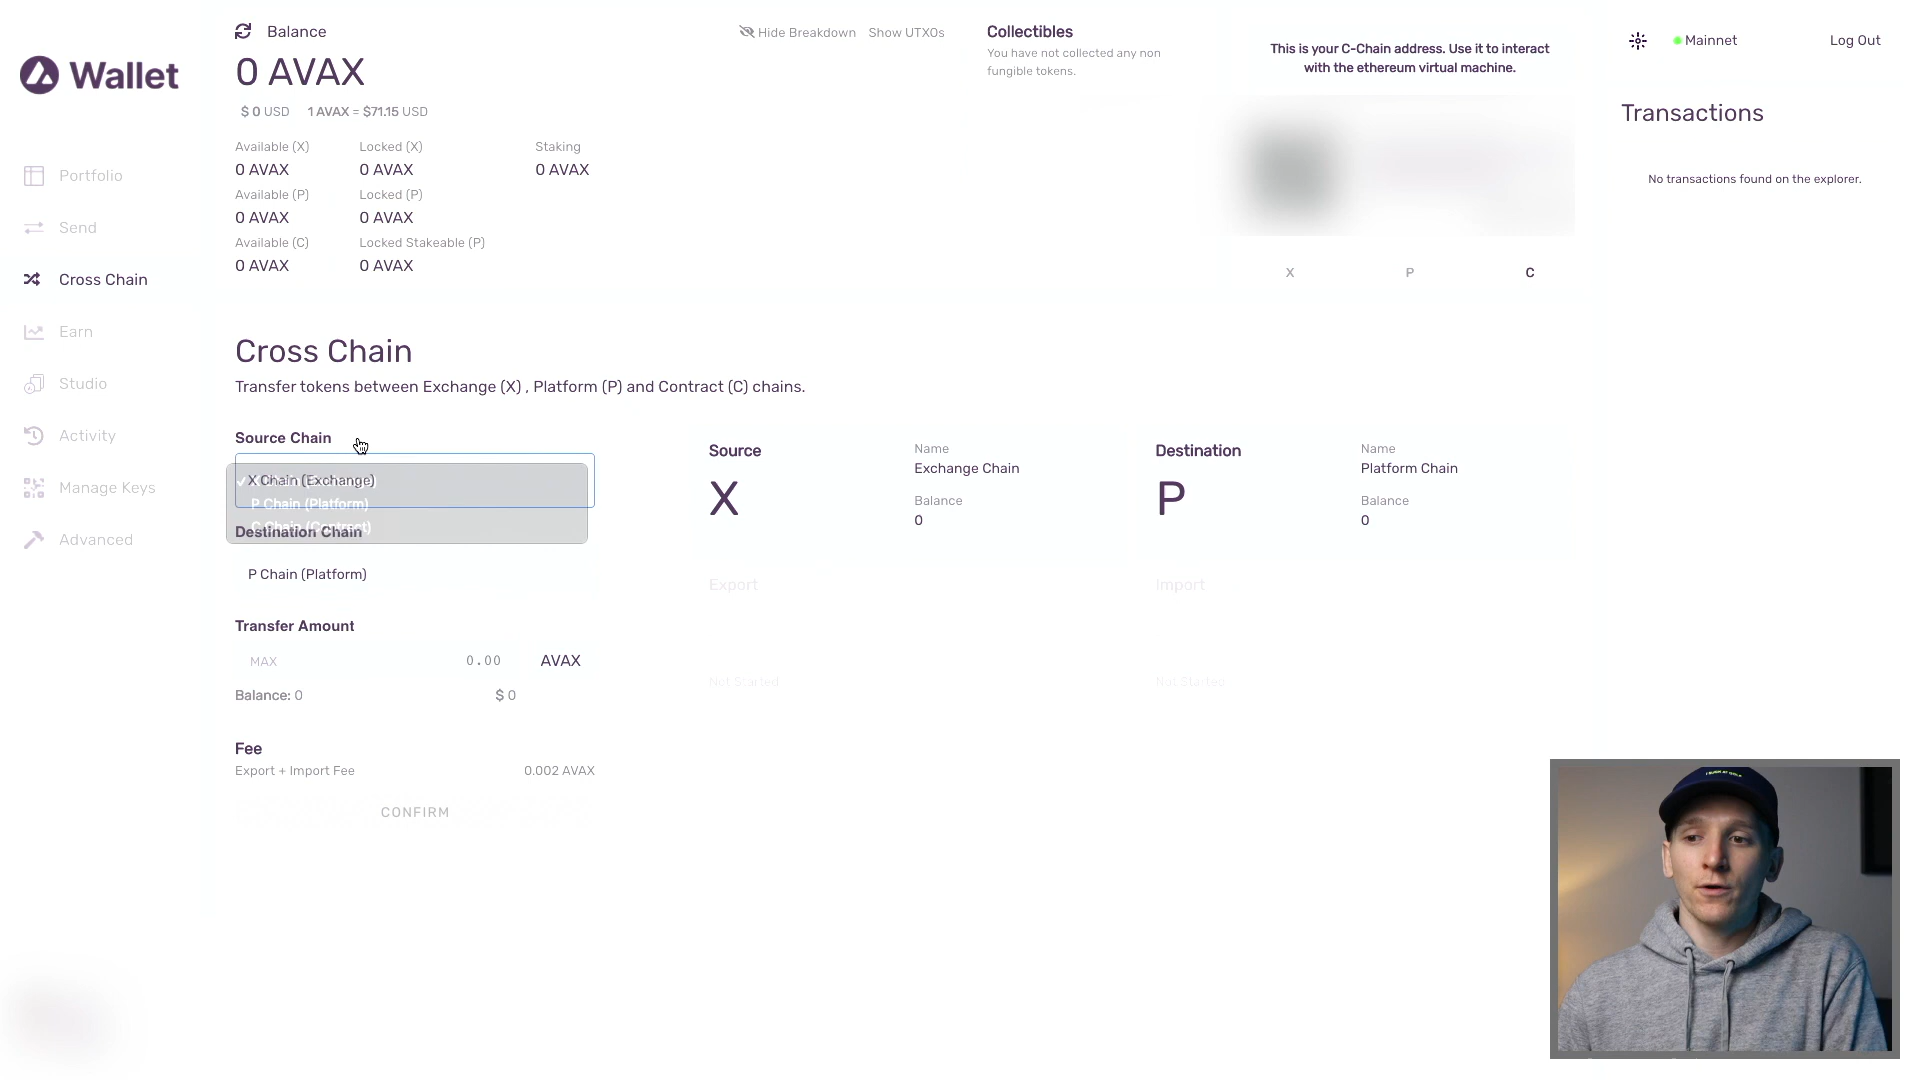 Wallet
Portfolio
Send
Cross Chain
Earn
Studio
Activity
Manage Keys
Advanced
Balance
Hide Breakdown
Show UTXOs
0 AVAX
$ 0 USD
1 AVAX = $71.15 USD
Available (X)
Locked (X)
Staking
0 AVAX
0 AVAX
0 AVAX
Available (P)
Locked (P)
0 AVAX
0 AVAX
Available (C)
Locked Stakeable (P)
0 AVAX
0 AVAX
Collectibles
You have not collected any non
fungible tokens.
This is your C-Chain address. Use it to interact
with the ethereum virtual machine.
X
P
C
Mainnet
Log Out
Transactions
No transactions found on the explorer.
Cross Chain
Transfer tokens between Exchange (X) , Platform (P) and Contract (C) chains.
Source Chain
X Chain (Exchange)
P Chain (Platform)
C Chain (Contract)
Destination Chain
P Chain (Platform)
Transfer Amount
MAX
0.00
AVAX
Balance: 0
$ 0
Fee
Export + Import Fee
0.002 AVAX
CONFIRM
Source
X
Name
Exchange Chain
Balance
0
Export
Not Started
Destination
P
Name
Platform Chain
Balance
0
Import
Not Started